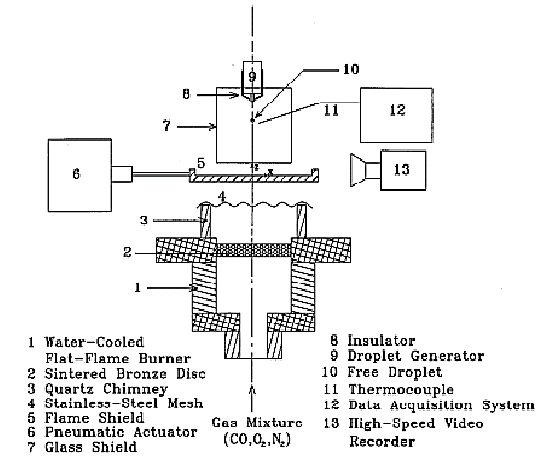 9
10
8
11
12
7
5
x
6
13
4
3
2
1
1 Water-Cooled
Flat-Flame Burner
2 Sintered Bronze Disc
3 Quartz Chimney
4 Stainless-Steel Mesh
5 Flame Shield
6 Pneumatic Actuator
7 Glass Shield
Gas Mixture
(CO,O₂,N₂)
8 Insulator
9 Droplet Generator
10 Free Droplet
11 Thermocouple
12 Data Acquisition System
13 High-Speed Video
Recorder